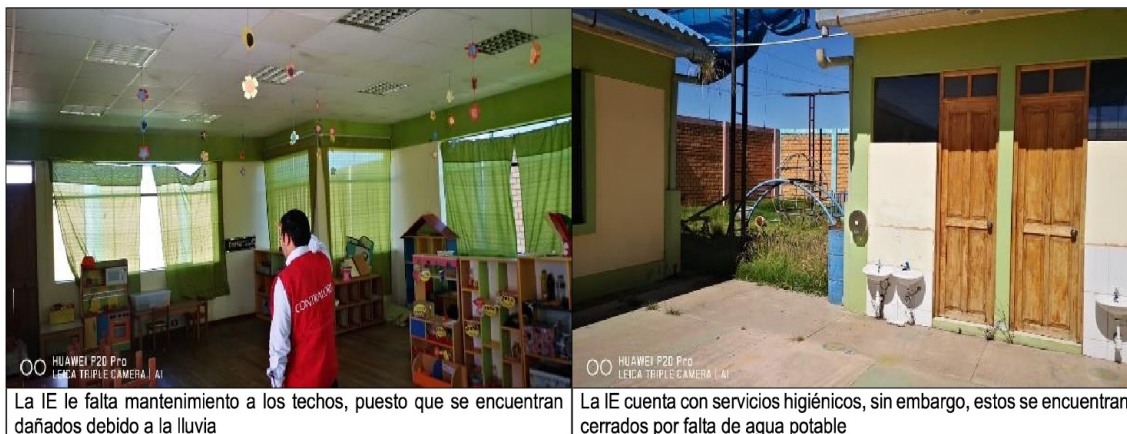 CONTRALORÍ
HUAWEI P20 Pro
LEICA TRIPLE CAMERA | AI
HUAWEI P20 Pro
LEICA TRIPLE CAMERA | AI
La IE le falta mantenimiento a los techos, puesto que se encuentran
dañados debido a la lluvia
La IE cuenta con servicios higiénicos, sin embargo, estos se encuentran
cerrados por falta de agua potable